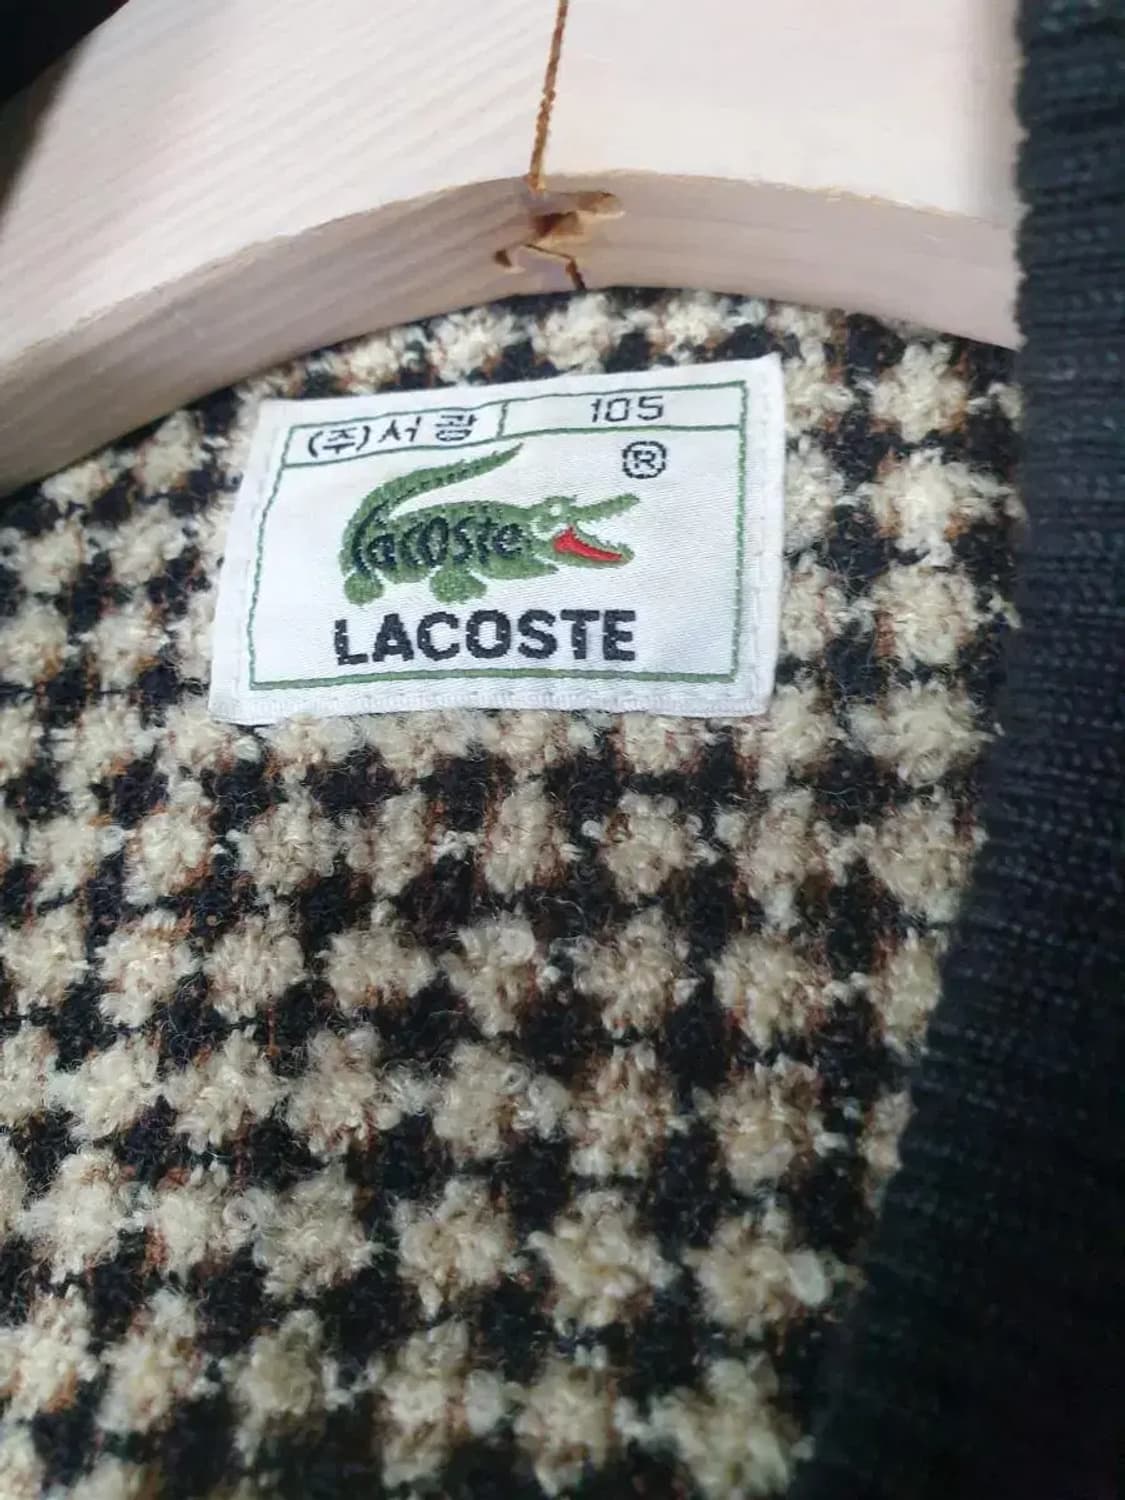 (주)서광 105
®
Lacoste
LACOSTE